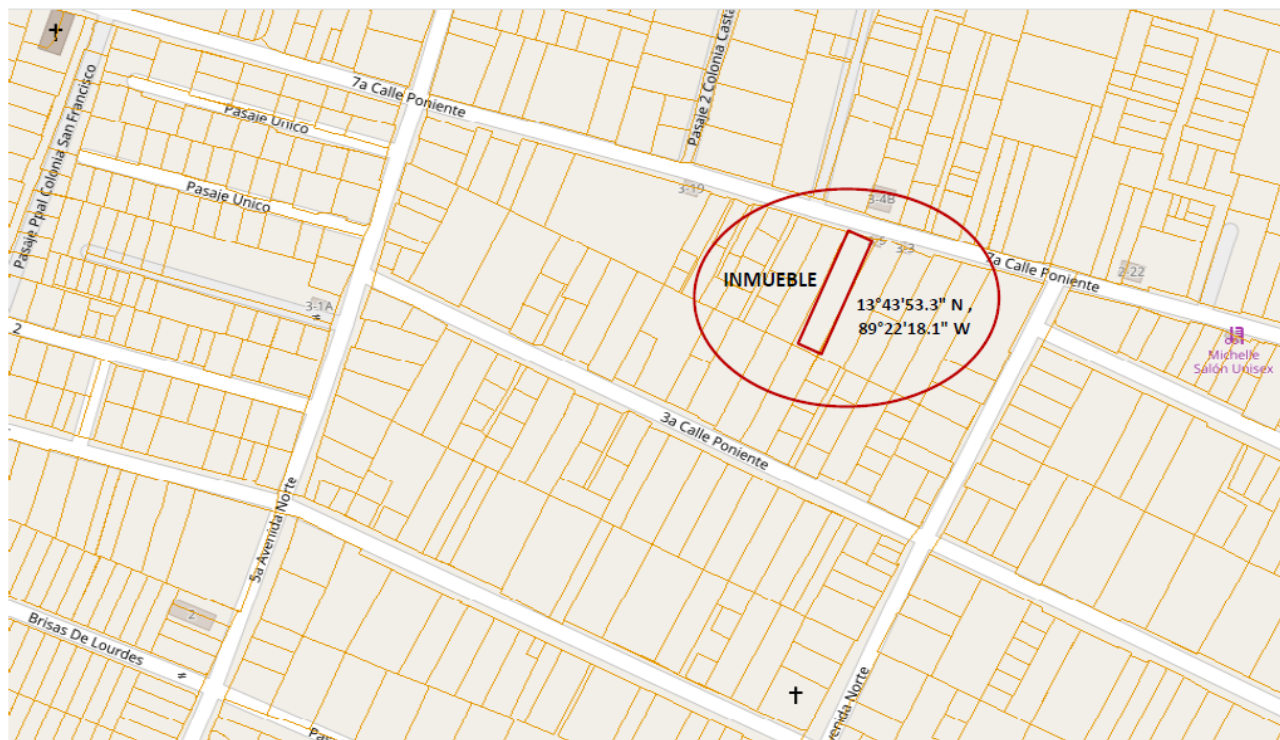 Pasaje 2 Colonia Casta
7a Calle Poniente
Pasaje Unico
Pasaje Ppal Colonia San Francisco
Pasaje Unico
3-19
3-4B
3-3
7a Calle Poniente
2-22
INMUEBLE
13°43'53.3" N ,
89°22'18.1" W
3-1A
2
Michelle
Salón Unisex
3a Calle Poniente
5a Avenida Norte
2
Brisas De Lourdes
venida Norte